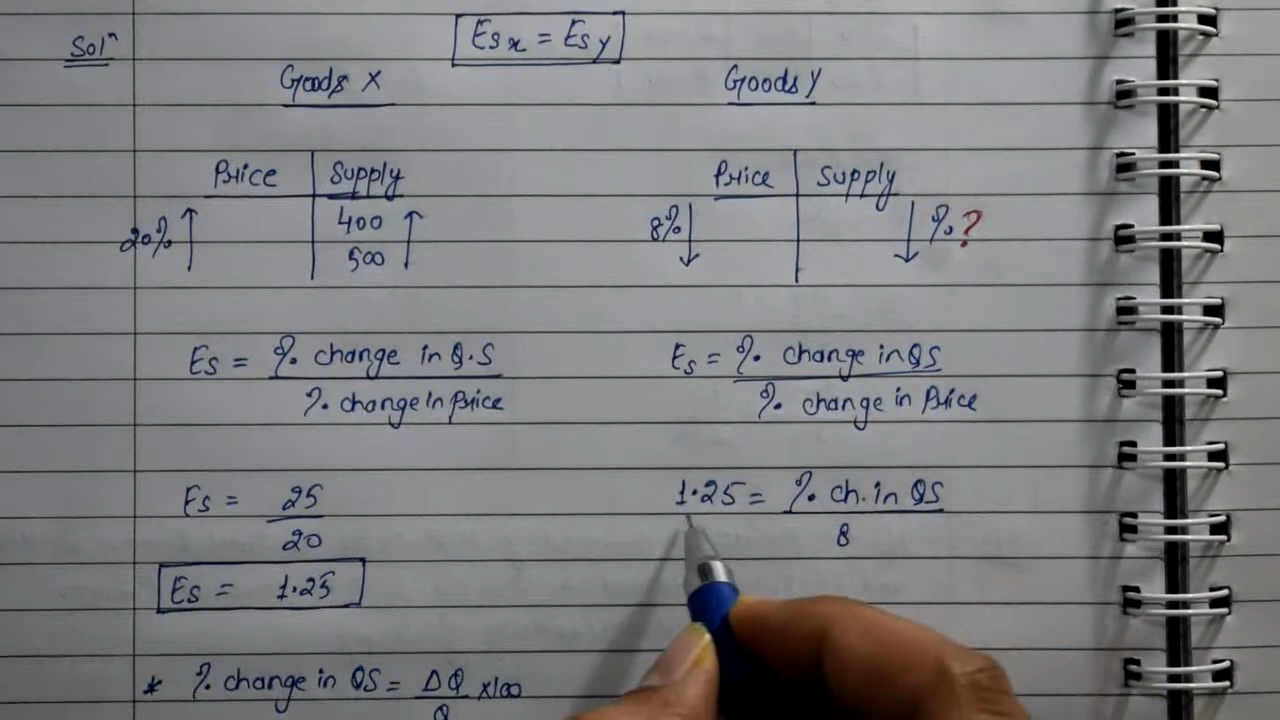 Solⁿ
Esx = Esy
Goods X
Goods Y
Price Supply
20% 400
500
Price Supply
8% %?
Es = % change in Q.S
% change in Price
Es = % change in QS
% change in Price
Es = 25
20
Es = 1.25
1.25 = % ch. in QS
8
* % change in QS = ΔQ ×100
Q